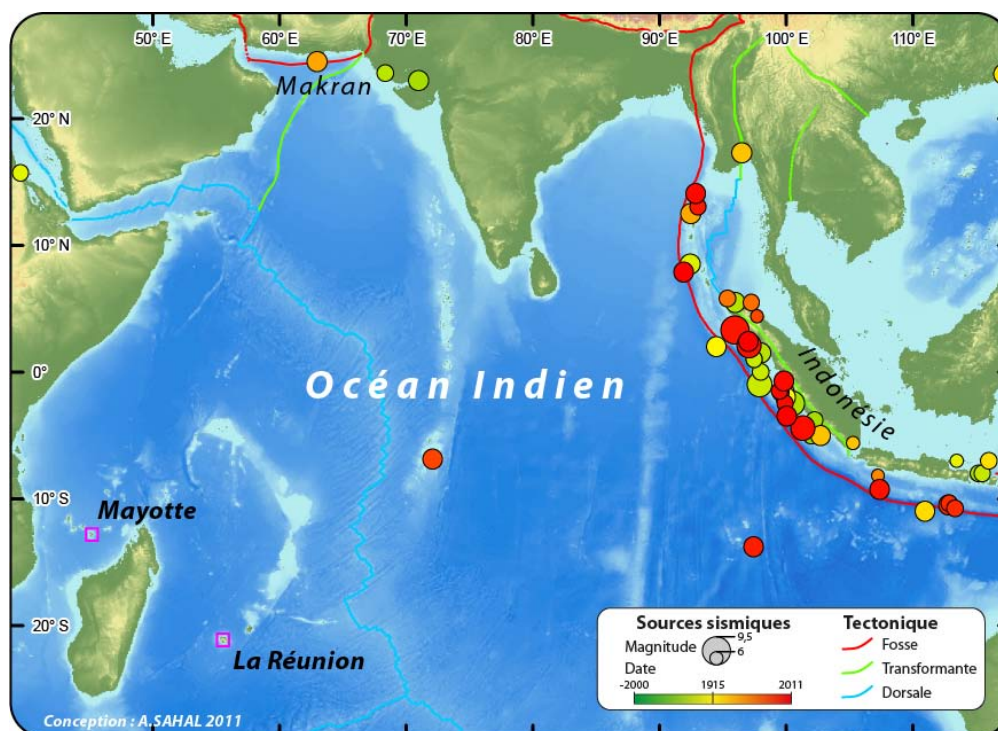 50° E
60° E
70° E
90° E
100° E
110° E
Makran
20° N
10° N
0°
Océan Indien
Indonésie
10° S
Mayotte
20° S
La Réunion
Sources sismiques
Magnitude
9,5
6
Date
-2000
1915
2011
Tectonique
Fosse
Transformante
Dorsale
Conception : A.SAHAL 2011